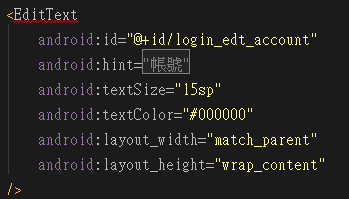 <EditText
android:id="@+id/login_edt_account"
android:hint="帳號"
android:textSize="15sp"
android:textColor="#000000"
android:layout_width="match_parent"
android:layout_height="wrap_content"
/>